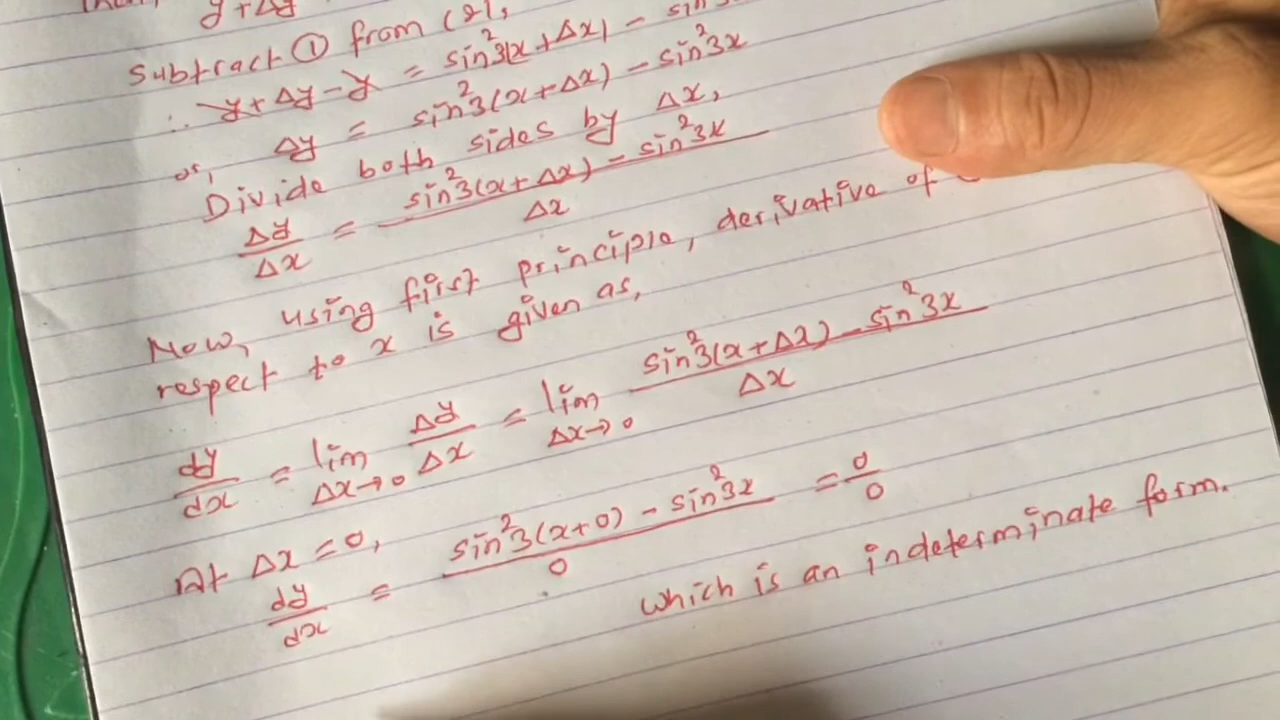 y+Δy
Subtract ① from (2),
∴ y+Δy-y = sin²3(x+Δx) - sin
or, Δy = sin²3(x+Δx) - sin²3x
Divide both sides by Δx,
Δy/Δx = (sin²3(x+Δx) - sin²3x)/Δx
Now, using first principle, derivative of
respect to x is given as,
dy/dx = lim Δx→0 Δy/Δx = lim Δx→0 (sin²3(x+Δx) - sin²3x)/Δx
At Δx = 0,
dy/dx = (sin²3(x+0) - sin²3x)/0 = 0/0
which is an indeterminate form.